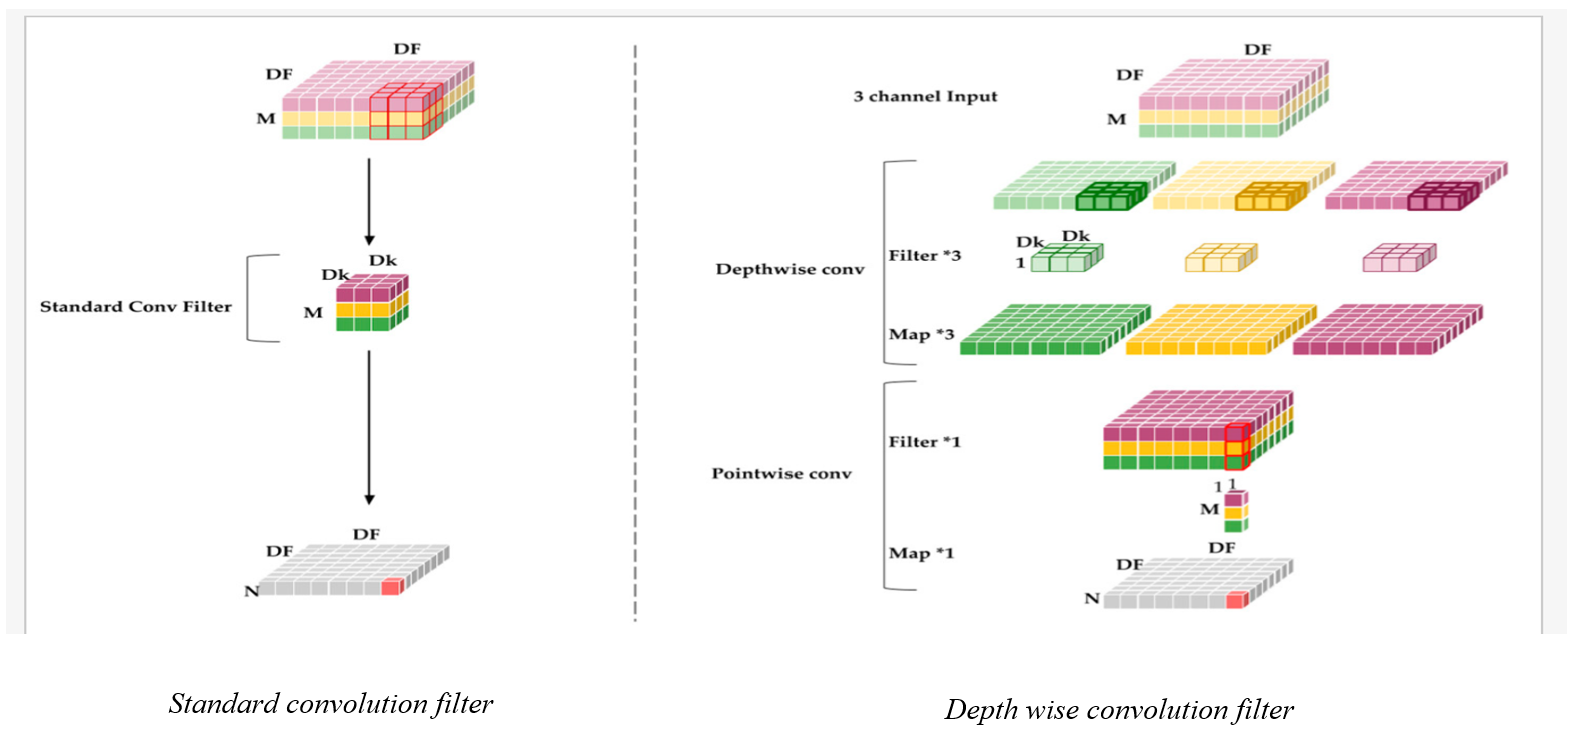 DF
DF
M
Dk
Dk
Standard Conv Filter
M
DF
DF
N
DF
DF
3 channel Input
M
Dk
Dk
Filter *3
1
Depthwise conv
Map *3
Filter *1
Pointwise conv
1 1
M
Map *1
DF
DF
N
Standard convolution filter
Depth wise convolution filter